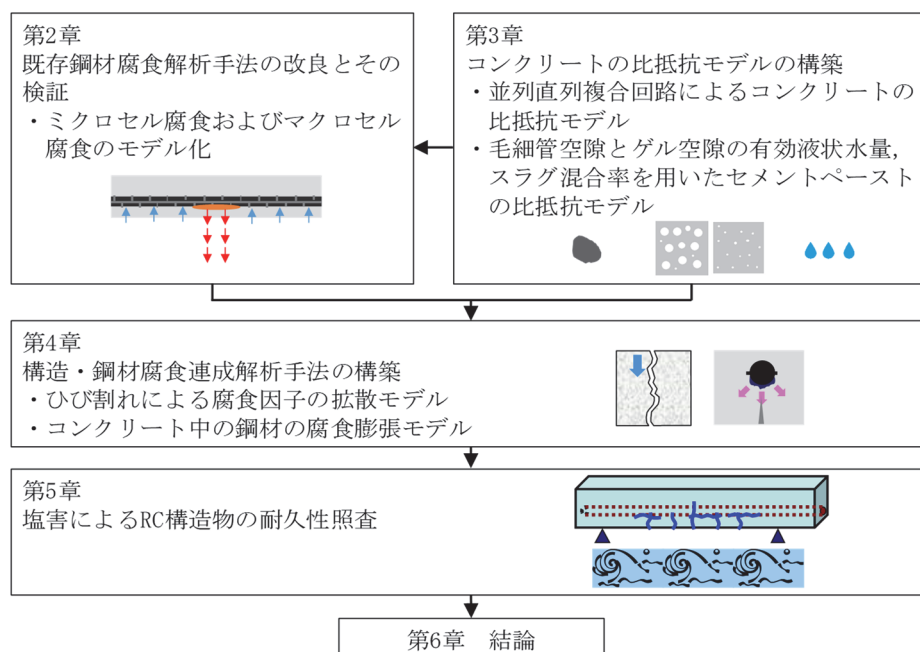 第2章
既存鋼材腐食解析手法の改良とその
検証
・ミクロセル腐食およびマクロセル
腐食のモデル化
第3章
コンクリートの比抵抗モデルの構築
・並列直列複合回路によるコンクリートの
比抵抗モデル
・毛細管空隙とゲル空隙の有効液状水量，
スラグ混合率を用いたセメントペースト
の比抵抗モデル
第4章
構造・鋼材腐食連成解析手法の構築
・ひび割れによる腐食因子の拡散モデル
・コンクリート中の鋼材の腐食膨張モデル
第5章
塩害によるRC構造物の耐久性照査
第6章　結論